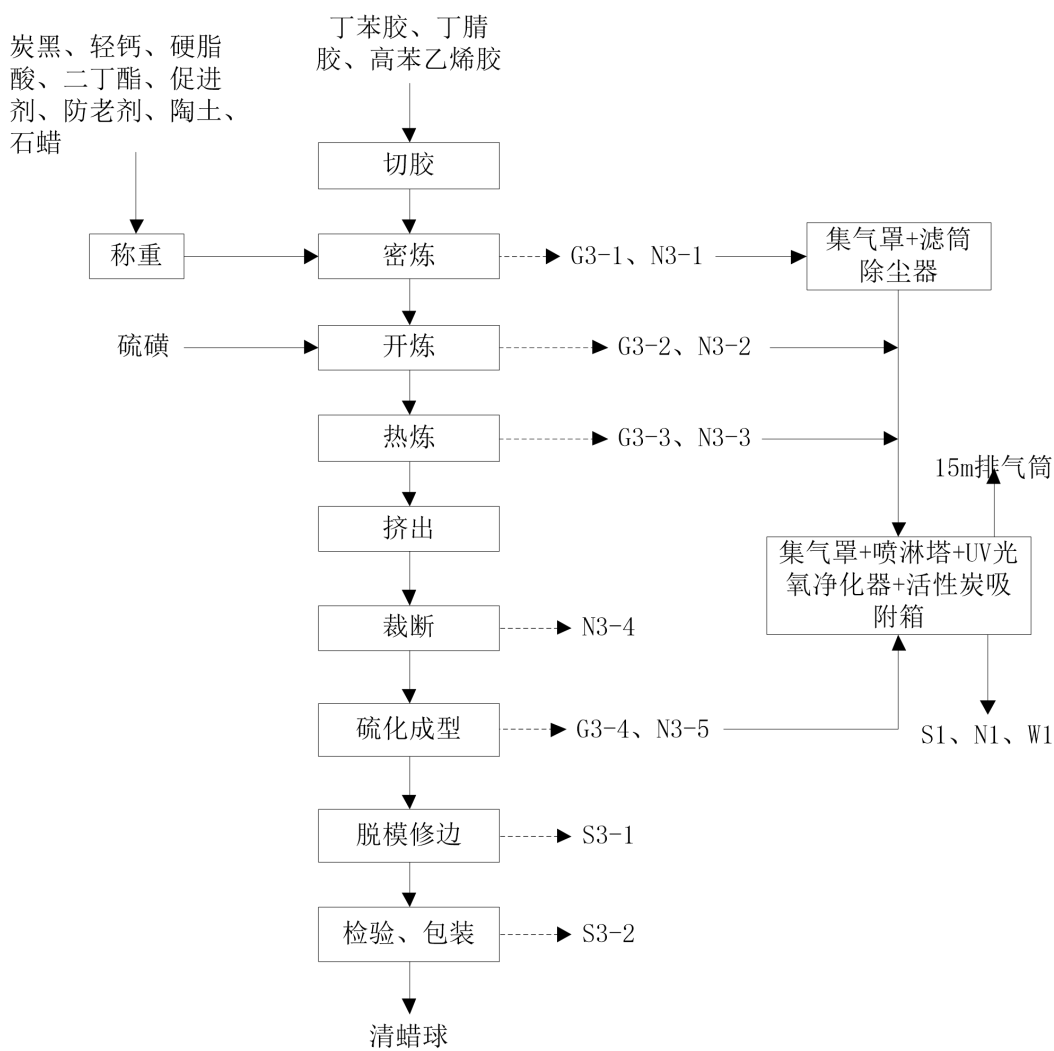 丁苯胶、丁腈
胶、高苯乙烯胶
炭黑、轻钙、硬脂
酸、二丁酯、促进
剂、防老剂、陶土、
石蜡
切胶
称重
密炼
G3-1、N3-1
集气罩+滤筒
除尘器
硫磺
开炼
G3-2、N3-2
热炼
G3-3、N3-3
15m排气筒
挤出
集气罩+喷淋塔+UV光
氧净化器+活性炭吸
附箱
裁断
N3-4
硫化成型
G3-4、N3-5
S1、N1、W1
脱模修边
S3-1
检验、包装
S3-2
清蜡球